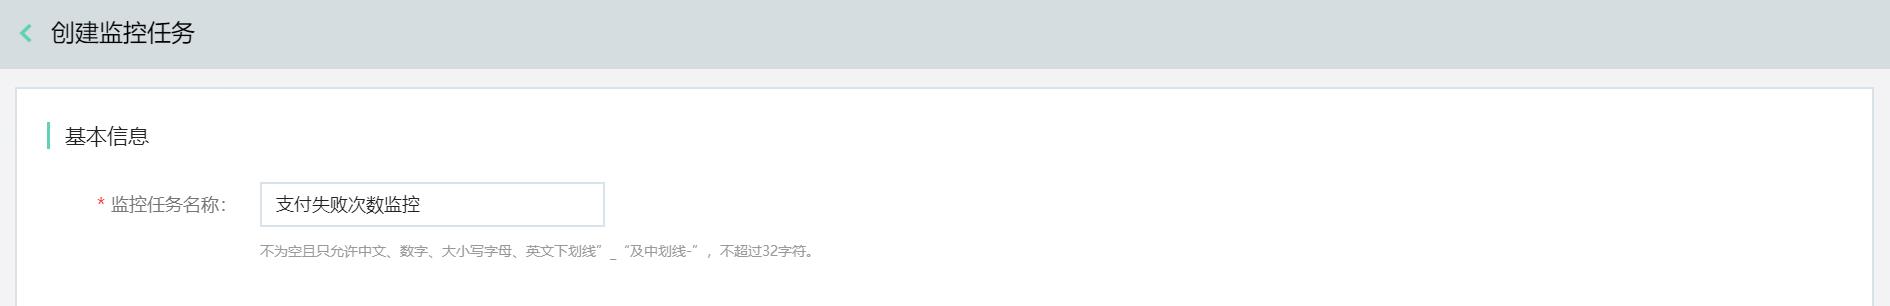 创建监控任务
基本信息
* 监控任务名称： 支付失败次数监控
不为空且只允许中文、数字、大小写字母、英文下划线”_“及中划线-”，不超过32字符。